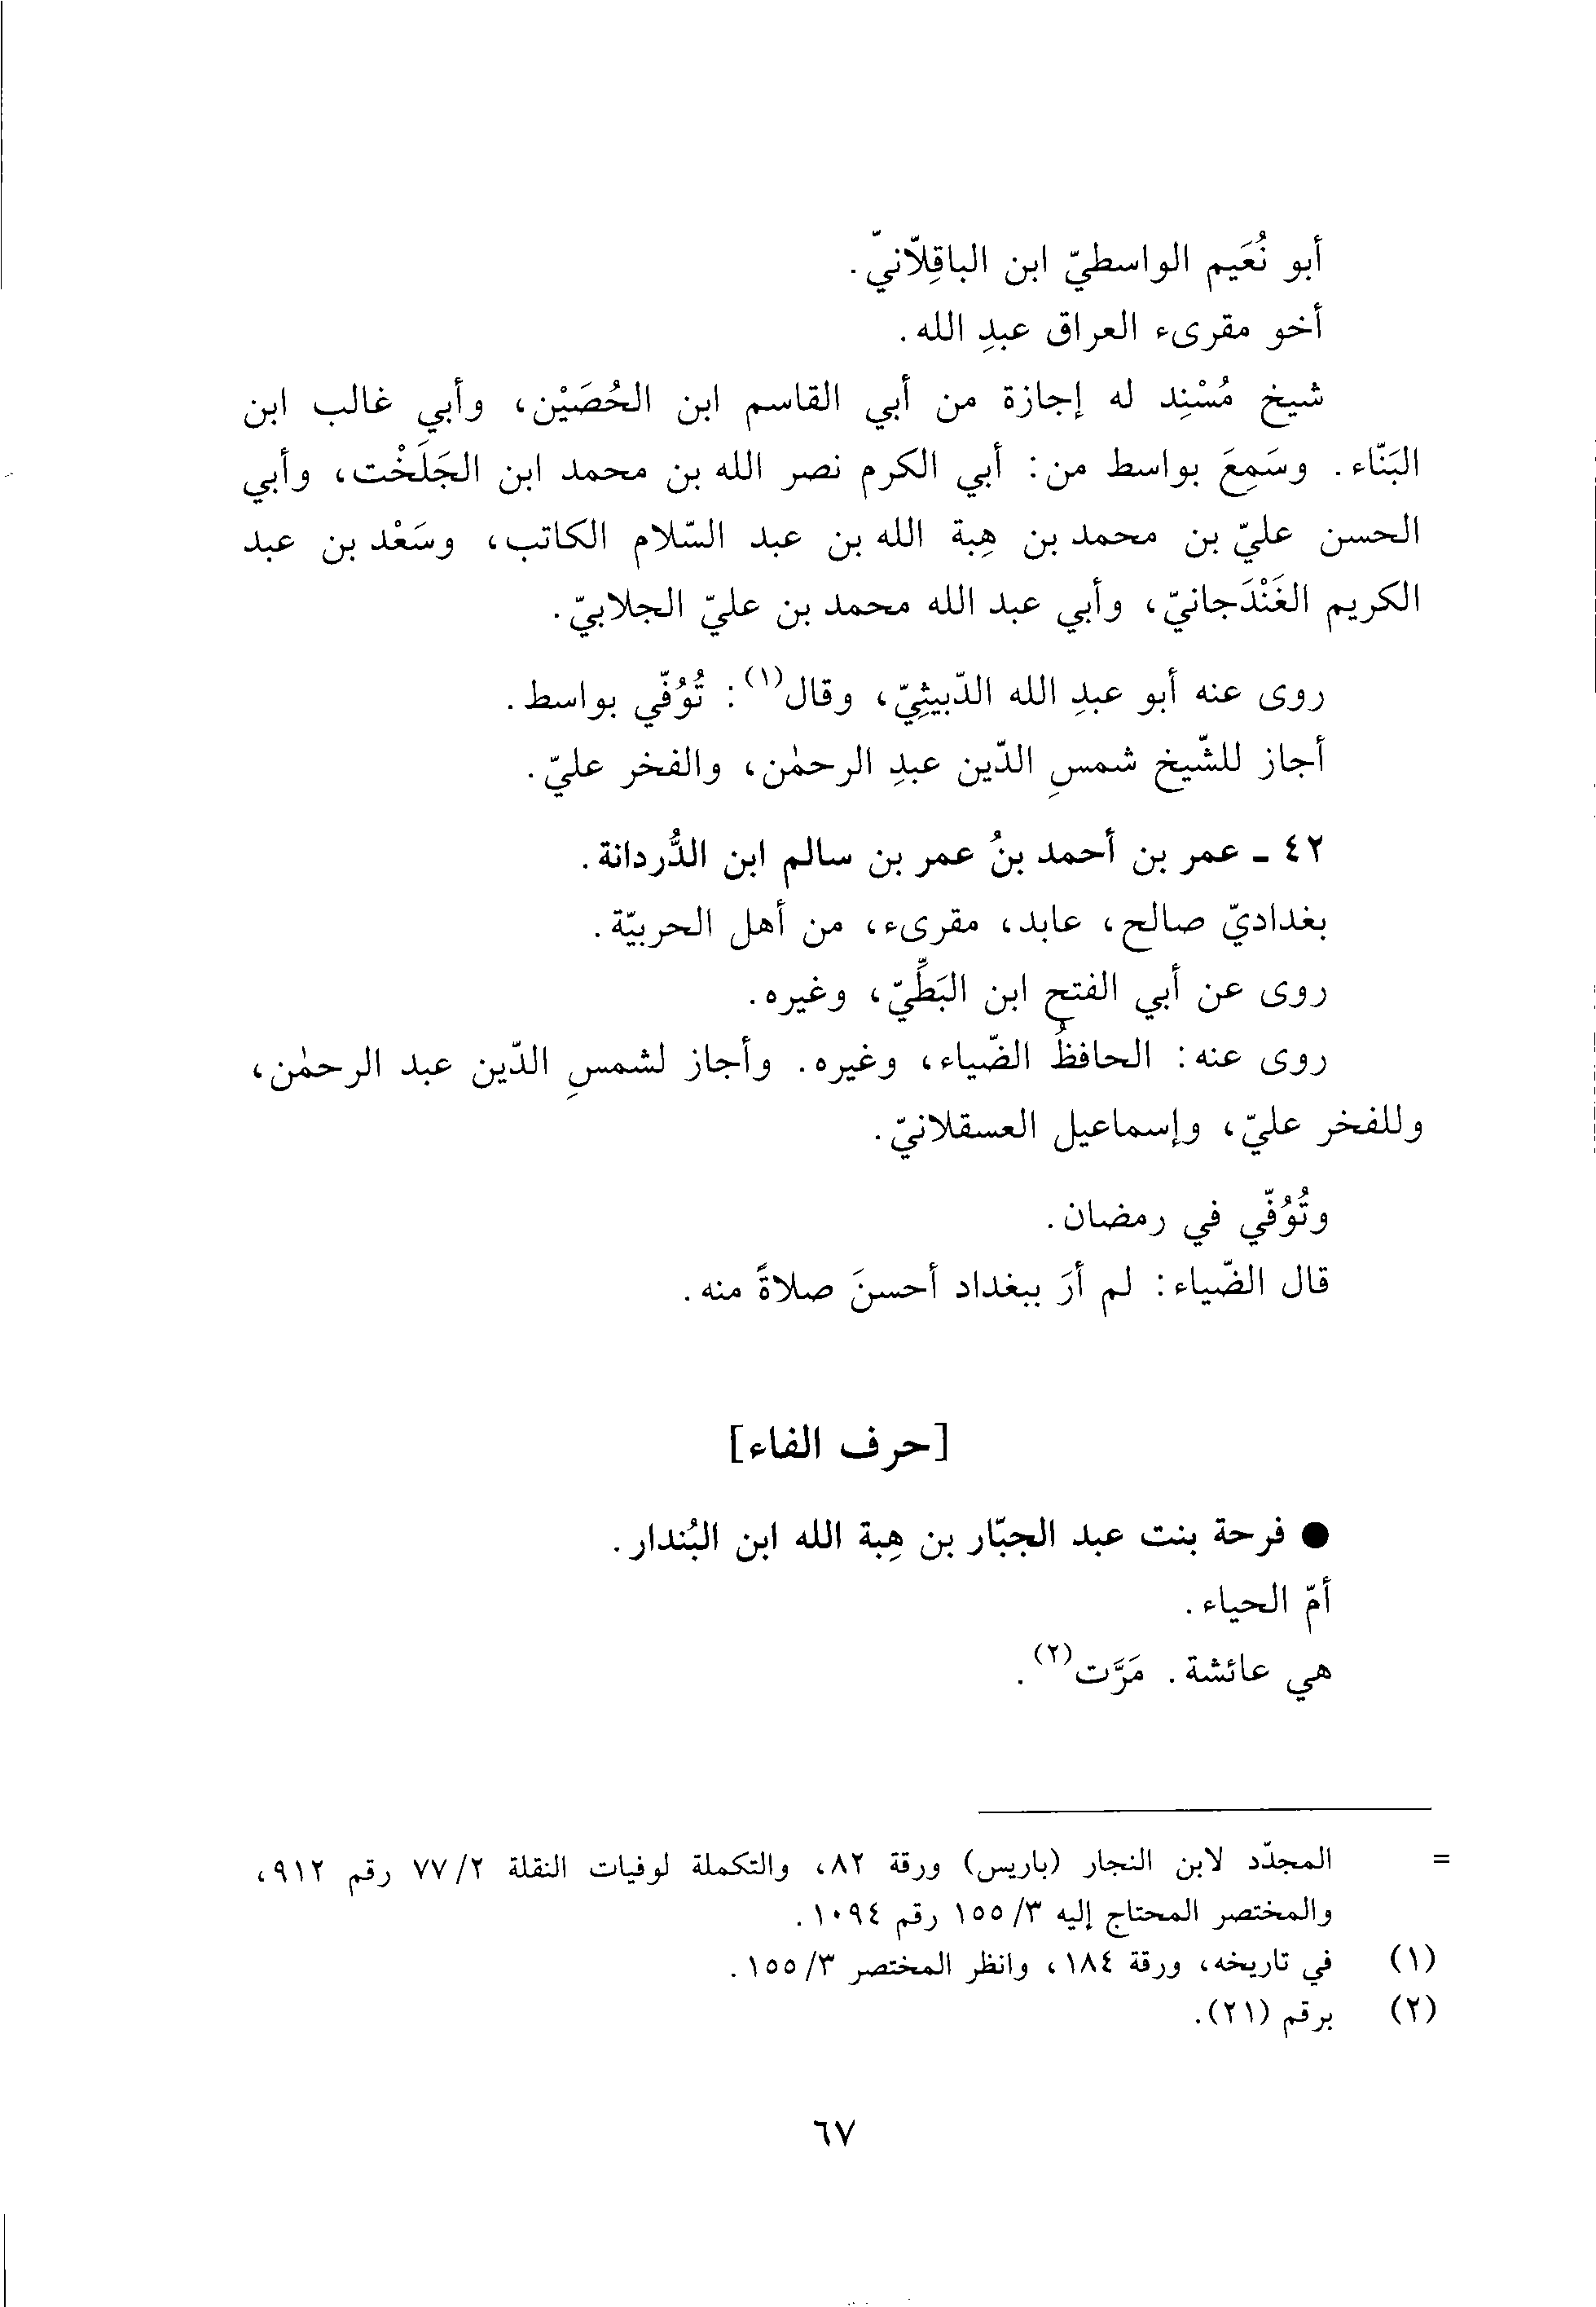 أبو نُعَيم الواسطيّ ابن الباقِلّانيّ.
أخو مقرىء العراق عبدِ الله.
شيخ مُسْنِد له إجازة من أبي القاسم ابن الحُصَيْن، وأبي غالب ابن
البَنّاء. وسَمِعَ بواسط من: أبي الكرم نصر الله بن محمد ابن الجَلَخْت، وأبي
الحسن عليّ بن محمد بن هِبة الله بن عبد السّلام الكاتب، وسَعْد بن عبد
الكريم الغَنْدَجانيّ، وأبي عبد الله محمد بن عليّ الجلابيّ.
روى عنه أبو عبدِ الله الدّبيثِيّ، وقال(١): تُوُفّي بواسط.
أجاز للشّيخ شمسِ الدّين عبدِ الرحمٰن، والفخر عليّ.
٤٢ ـ عمر بن أحمد بنُ عمر بن سالم ابن الدُّردانة.
بغداديّ صالح، عابد، مقرىء، من أهل الحربيّة.
روى عن أبي الفتح ابن البَطِّيّ، وغيره.
روى عنه: الحافظُ الضّياء، وغيره. وأجاز لشمسِ الدّين عبد الرحمٰن،
وللفخر عليّ، وإسماعيل العسقلانيّ.
وتُوُفّي في رمضان.
قال الضّياء: لم أرَ ببغداد أحسنَ صلاةً منه.
[حرف الفاء]
● فرحة بنت عبد الجبّار بن هِبة الله ابن البُندار.
أمّ الحياء.
هي عائشة. مَرَّت(٢).
= المجدّد لابن النجار (باريس) ورقة ٨٢، والتكملة لوفيات النقلة ٢/ ٧٧ رقم ٩١٢،
والمختصر المحتاج إليه ٣/ ١٥٥ رقم ١٠٩٤.
(١) في تاريخه، ورقة ١٨٤، وانظر المختصر ٣/ ١٥٥.
(٢) برقم (٢١).
٦٧